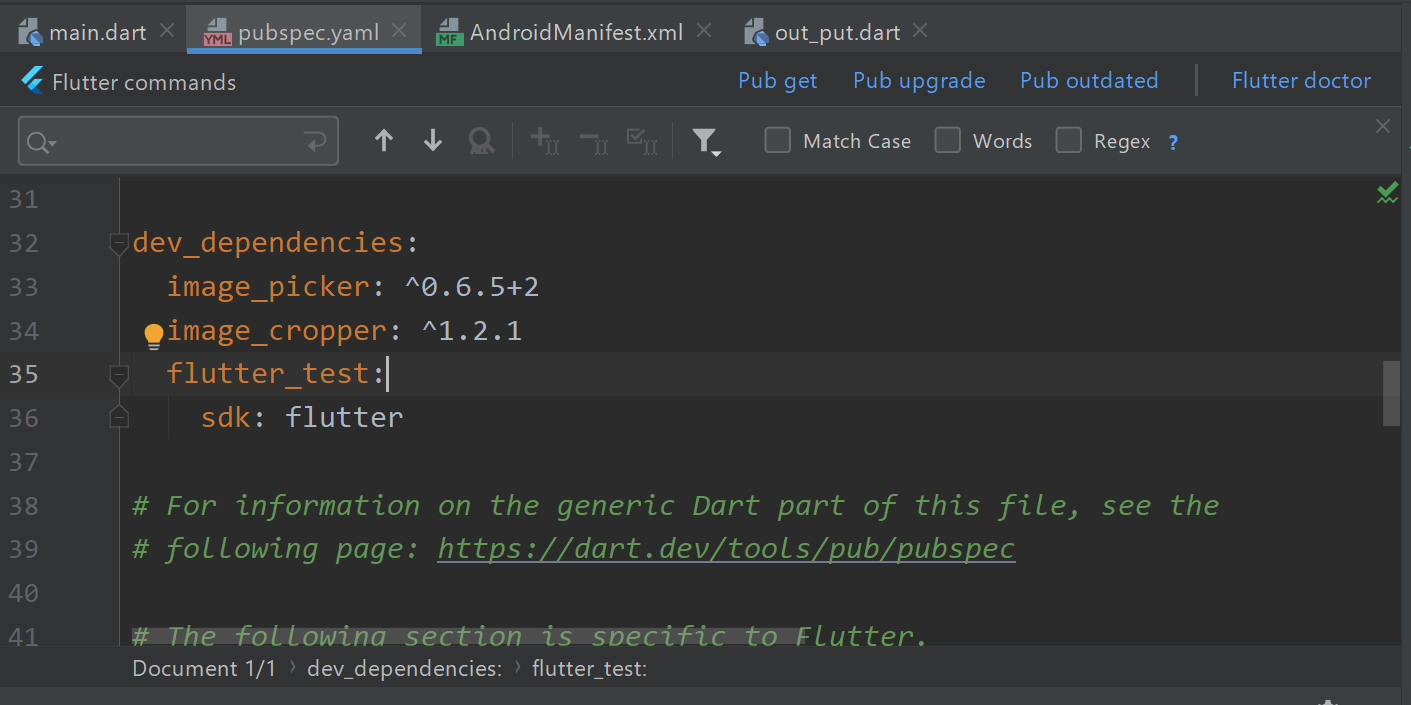 main.dart pubspec.yaml AndroidManifest.xml out_put.dart
YML MF
Flutter commands Pub get Pub upgrade Pub outdated Flutter doctor
Match Case Words Regex ?
31
32 dev_dependencies:
33 image_picker: ^0.6.5+2
34 image_cropper: ^1.2.1
35 flutter_test:
36 sdk: flutter
37
38 # For information on the generic Dart part of this file, see the
39 # following page: https://dart.dev/tools/pub/pubspec
40
41 # The following section is specific to Flutter.
Document 1/1 › dev_dependencies: › flutter_test: